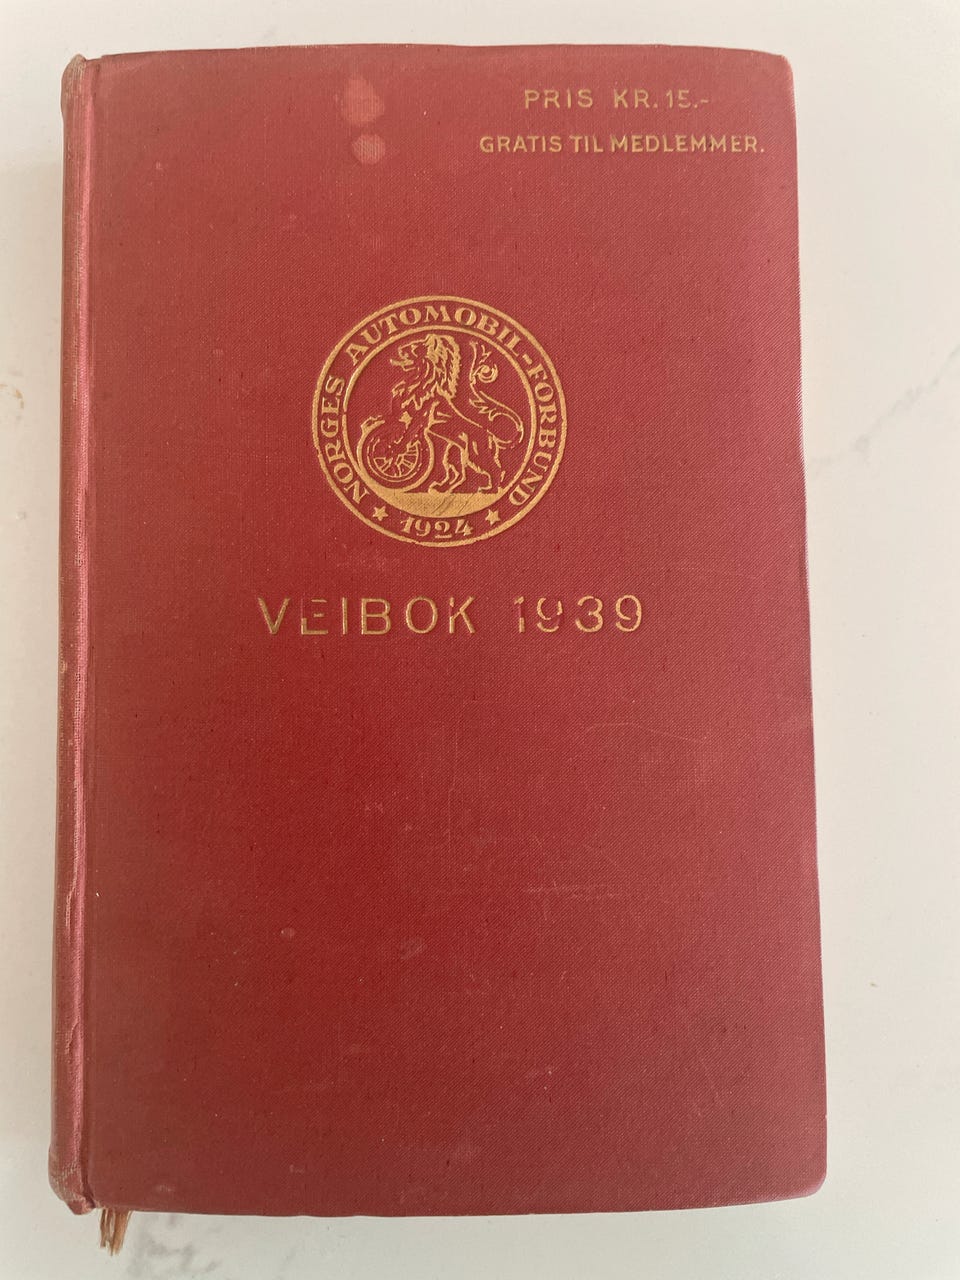 PRIS KR. 15.-
GRATIS TIL MEDLEMMER.
NORGES AUTOMOBIL-FORBUND
1924
VEIBOK 1939